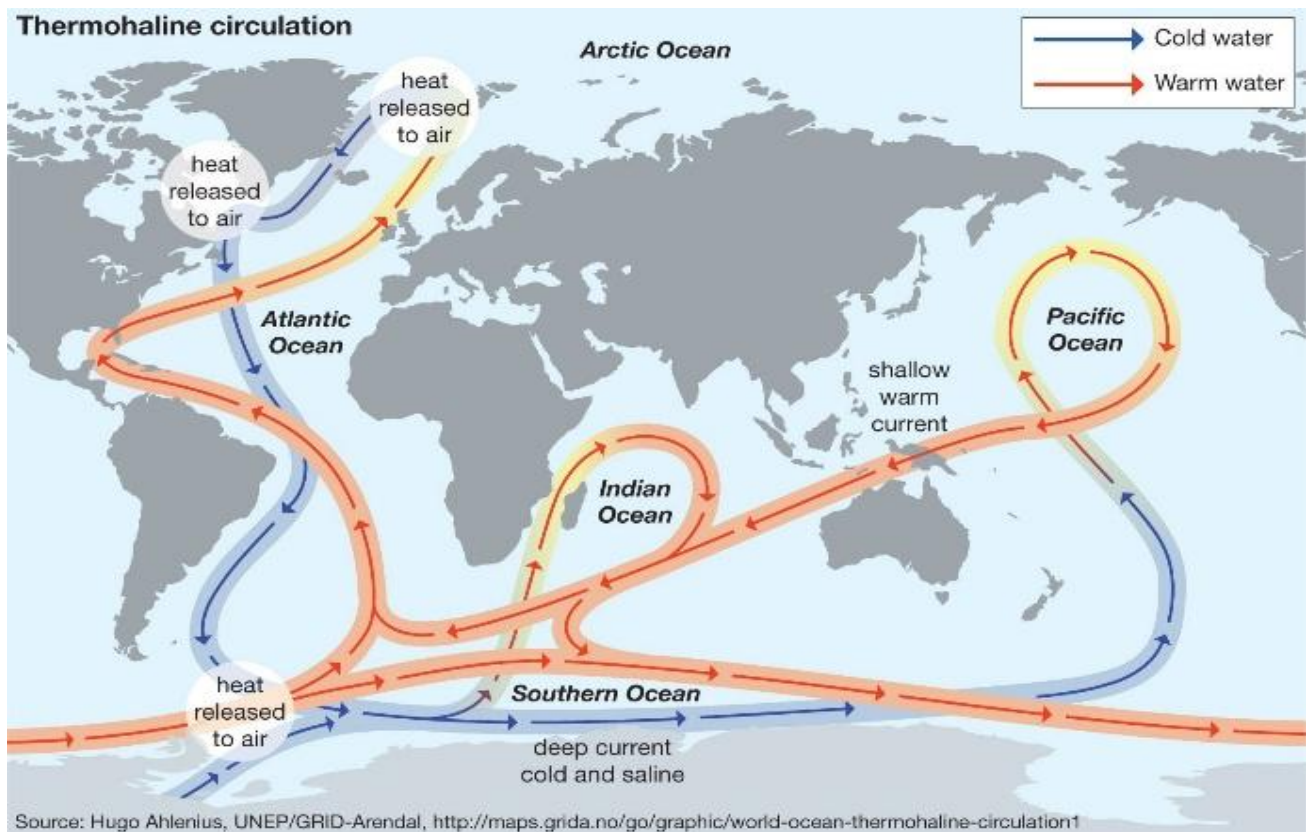 Thermohaline circulation
Arctic Ocean
Cold water
Warm water
heat
released
to air
heat
released
to air
Atlantic
Ocean
Pacific
Ocean
shallow
warm
current
Indian
Ocean
Southern Ocean
heat
released
to air
deep current
cold and saline
Source: Hugo Ahlenius, UNEP/GRID-Arendal, http://maps.grida.no/go/graphic/world-ocean-thermohaline-circulation1